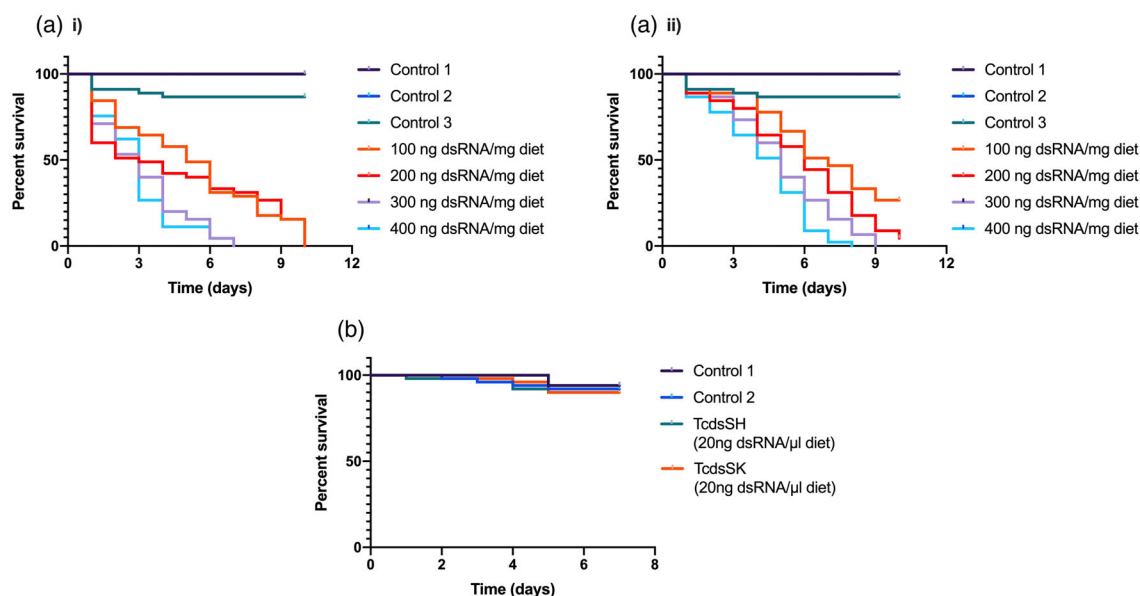 (a) i)
100
50
0
Percent survival
0 3 6 9 12
Time (days)
Control 1
Control 2
Control 3
100 ng dsRNA/mg diet
200 ng dsRNA/mg diet
300 ng dsRNA/mg diet
400 ng dsRNA/mg diet
(a) ii)
100
50
0
Percent survival
0 3 6 9 12
Time (days)
Control 1
Control 2
Control 3
100 ng dsRNA/mg diet
200 ng dsRNA/mg diet
300 ng dsRNA/mg diet
400 ng dsRNA/mg diet
(b)
100
50
0
Percent survival
0 2 4 6 8
Time (days)
Control 1
Control 2
TcdsSH
(20ng dsRNA/µl diet)
TcdsSK
(20ng dsRNA/µl diet)